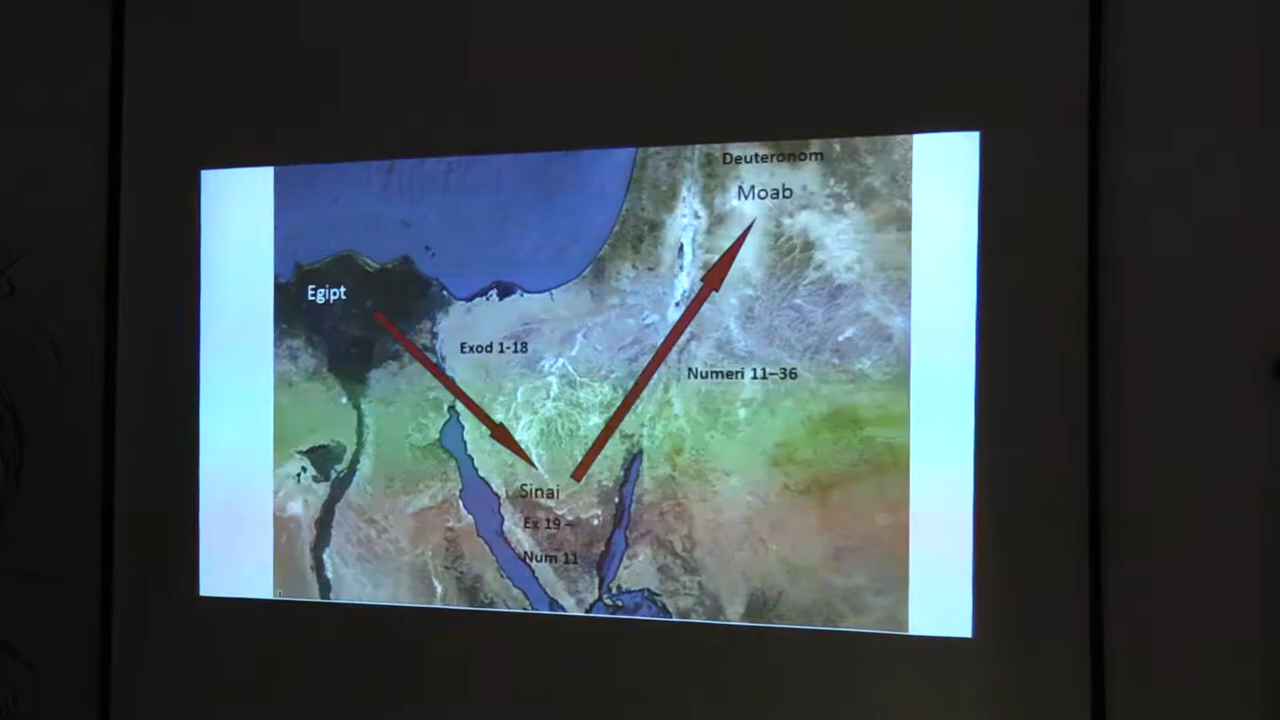 Deuteronom
Moab
Egipt
Exod 1-18
Numeri 11–36
Sinai
Ex 19 –
Num 11